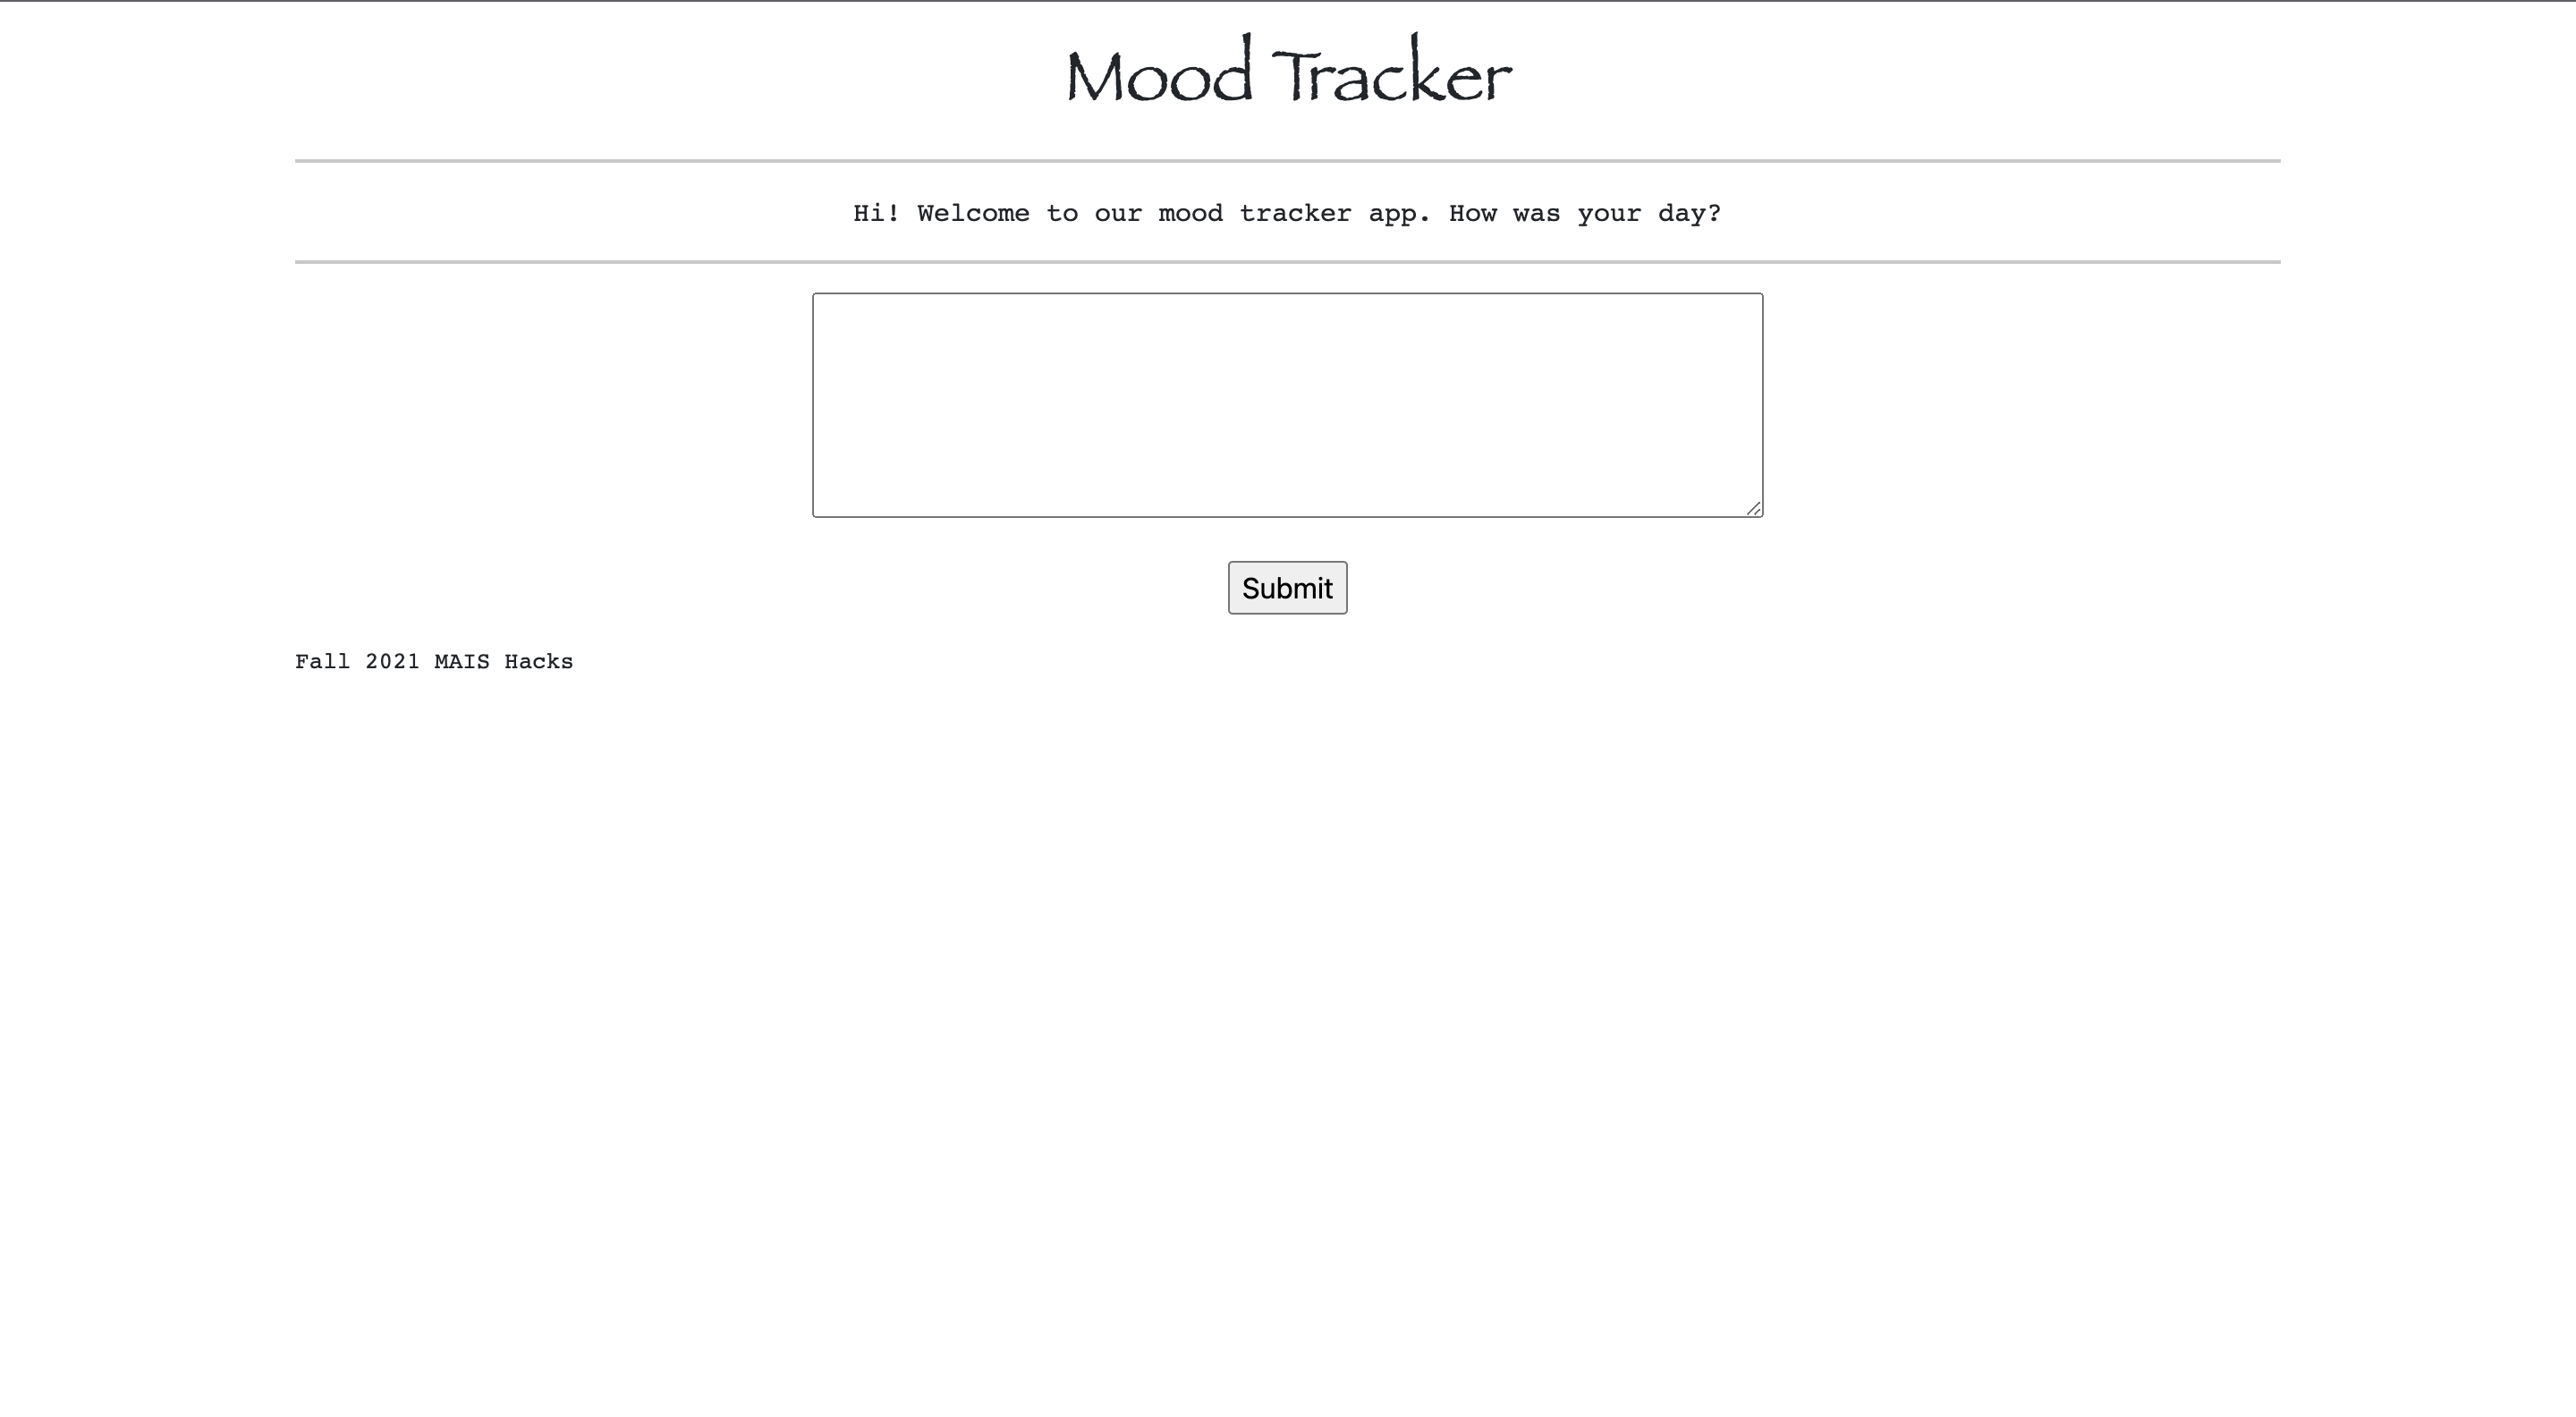 Mood Tracker
Hi! Welcome to our mood tracker app. How was your day?
Submit
Fall 2021 MAIS Hacks